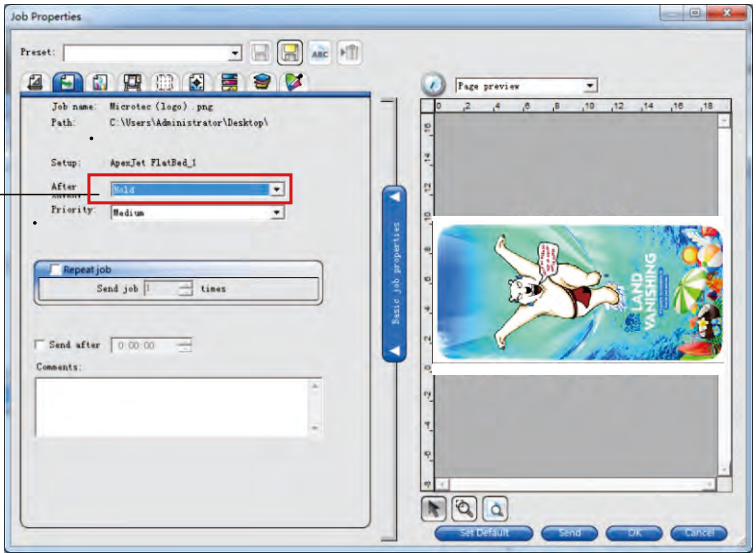 Job Properties
Preset:
ABC
Job name: Microtec (logo) png
Path: C:\Users\Administrator\Desktop\
Setup: ApexJet FlatBed_1
After Hold
Priority: Medium
Repeat job
Send job 1 times
Send after 0:00:00
Comments:
Basic job properties
Page preview
0 2 4 6 8 10 12 14 16 18
LAND
VANISHING
Set Default Send OK Cancel